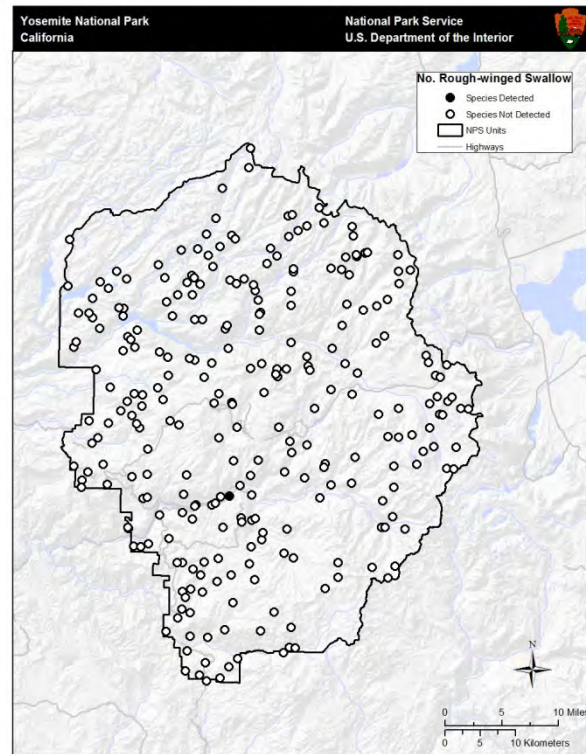 Yosemite National Park
California
National Park Service
U.S. Department of the Interior
No. Rough-winged Swallow
Species Detected
Species Not Detected
NPS Units
Highways
N
0 5 10 Miles
0 5 10 Kilometers